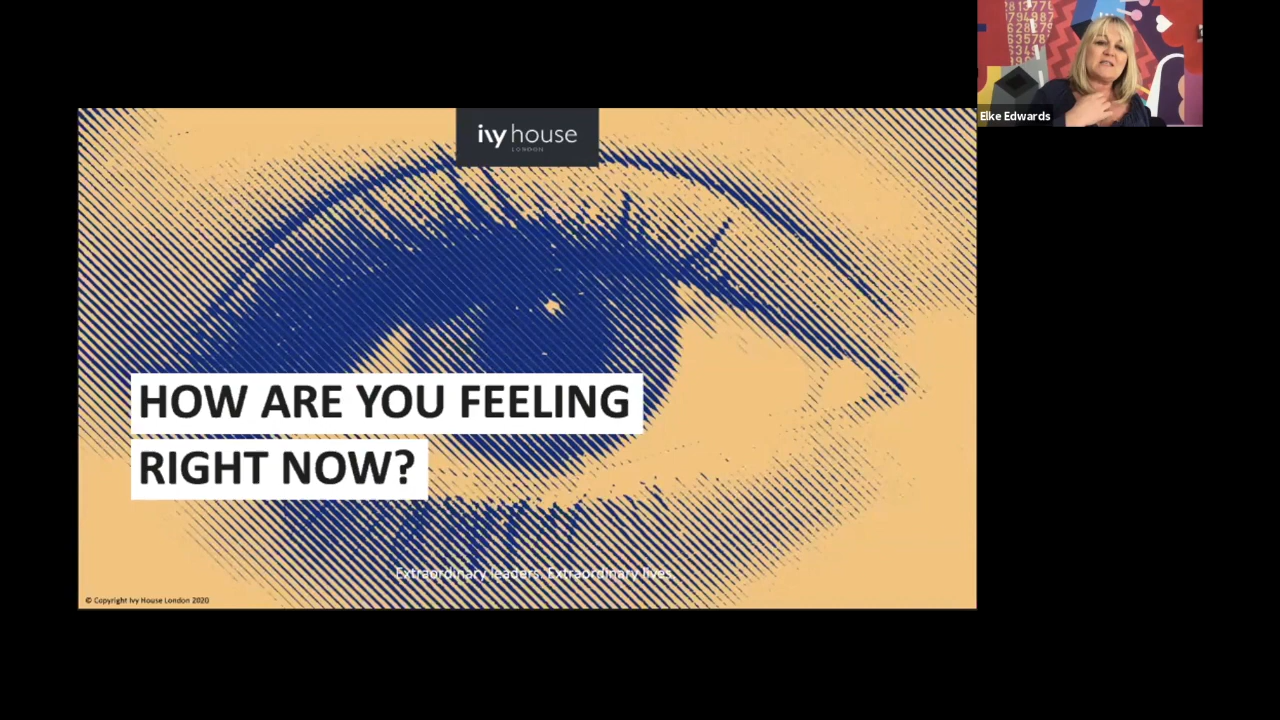 ivy house
LONDON
HOW ARE YOU FEELING
RIGHT NOW?
Extraordinary leaders. Extraordinary lives.
© Copyright Ivy House London 2020
Elke Edwards